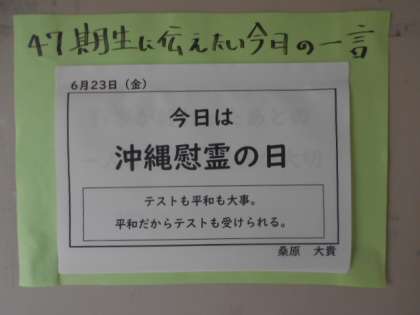 47期生に伝えたい今日の一言
6月23日（金）
今日は
沖縄慰霊の日
テストも平和も大事。
平和だからテストも受けられる。
桑原　大貴